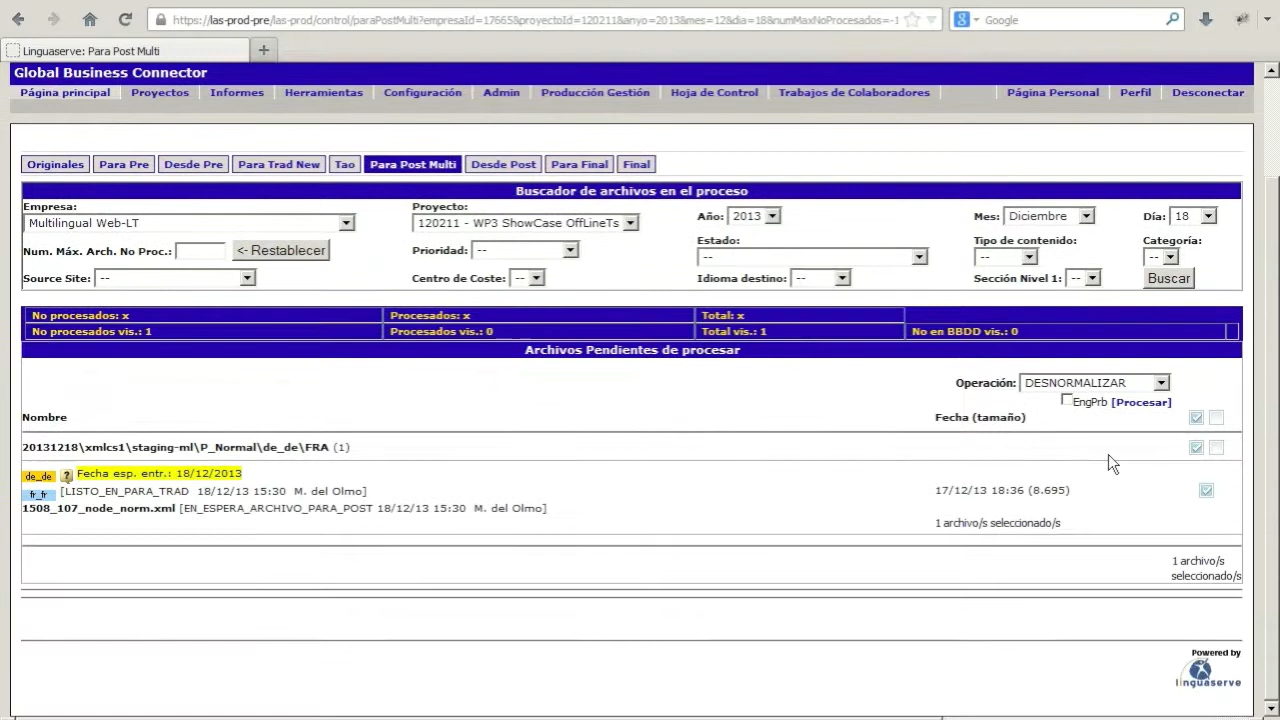 https://las-prod-pre/las-prod/control/paraPostMulti?empresaId=17665&proyectoId=120211&anyo=2013&mes=12&dia=18&numMaxNoProcesados=-1
Google
Linguaserve: Para Post Multi
Global Business Connector
Página principal Proyectos Informes Herramientas Configuración Admin Producción Gestión Hoja de Control Trabajos de Colaboradores Página Personal Perfil Desconectar
Originales Para Pre Desde Pre Para Trad New Tao Para Post Multi Desde Post Para Final Final
Buscador de archivos en el proceso
Empresa: Proyecto: Año: 2013 Mes: Diciembre Día: 18
Multilingual Web-LT 120211 - WP3 ShowCase OffLineTs
Num. Máx. Arch. No Proc.: <- Restablecer Prioridad: -- Estado: -- Tipo de contenido: -- Categoría: --
Source Site: -- Centro de Coste: -- Idioma destino: -- Sección Nivel 1: -- Buscar
No procesados: x Procesados: x Total: x
No procesados vis.: 1 Procesados vis.: 0 Total vis.: 1 No en BBDD vis.: 0
Archivos Pendientes de procesar
Operación: DESNORMALIZAR
EngPrb [Procesar]
Nombre Fecha (tamaño)
20131218\xmlcs1\staging-ml\P_Normal\de_de\FRA (1)
de_de ? Fecha esp. entr.: 18/12/2013
fr_fr [LISTO_EN_PARA_TRAD 18/12/13 15:30 M. del Olmo] 17/12/13 18:36 (8.695)
1508_107_node_norm.xml [EN_ESPERA_ARCHIVO_PARA_POST 18/12/13 15:30 M. del Olmo]
1 archivo/s seleccionado/s
1 archivo/s
seleccionado/s
Powered by
linguaserve